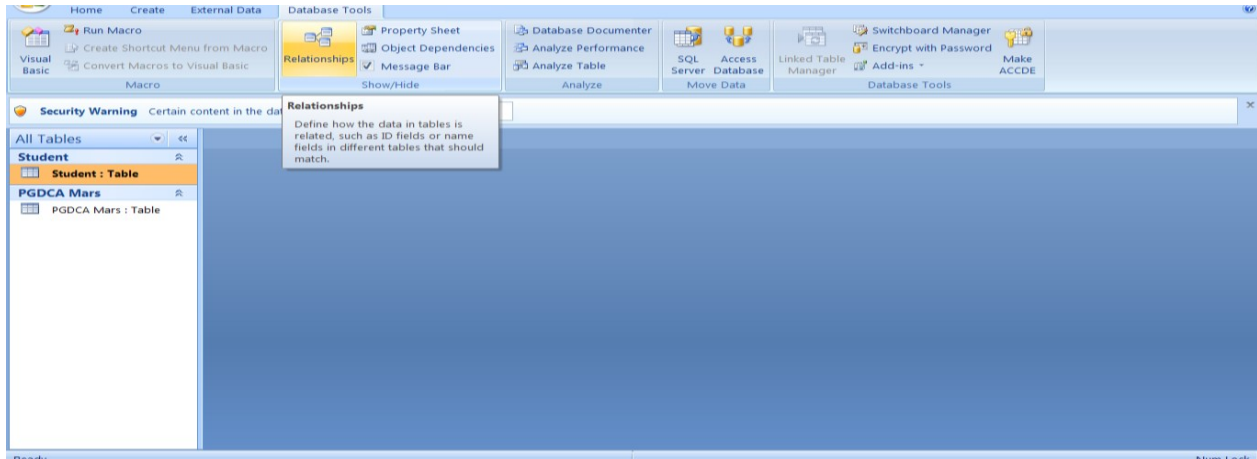 Home Create External Data Database Tools
Visual Basic
Run Macro
Create Shortcut Menu from Macro
Convert Macros to Visual Basic
Macro
Relationships
Property Sheet
Object Dependencies
Message Bar
Show/Hide
Database Documenter
Analyze Performance
Analyze Table
Analyze
SQL Server
Access Database
Move Data
Linked Table Manager
Switchboard Manager
Encrypt with Password
Add-ins
Make ACCDE
Database Tools
Security Warning Certain content in the da
Relationships
Define how the data in tables is
related, such as ID fields or name
fields in different tables that should
match.
All Tables
Student
Student : Table
PGDCA Mars
PGDCA Mars : Table
Ready
Num Lock